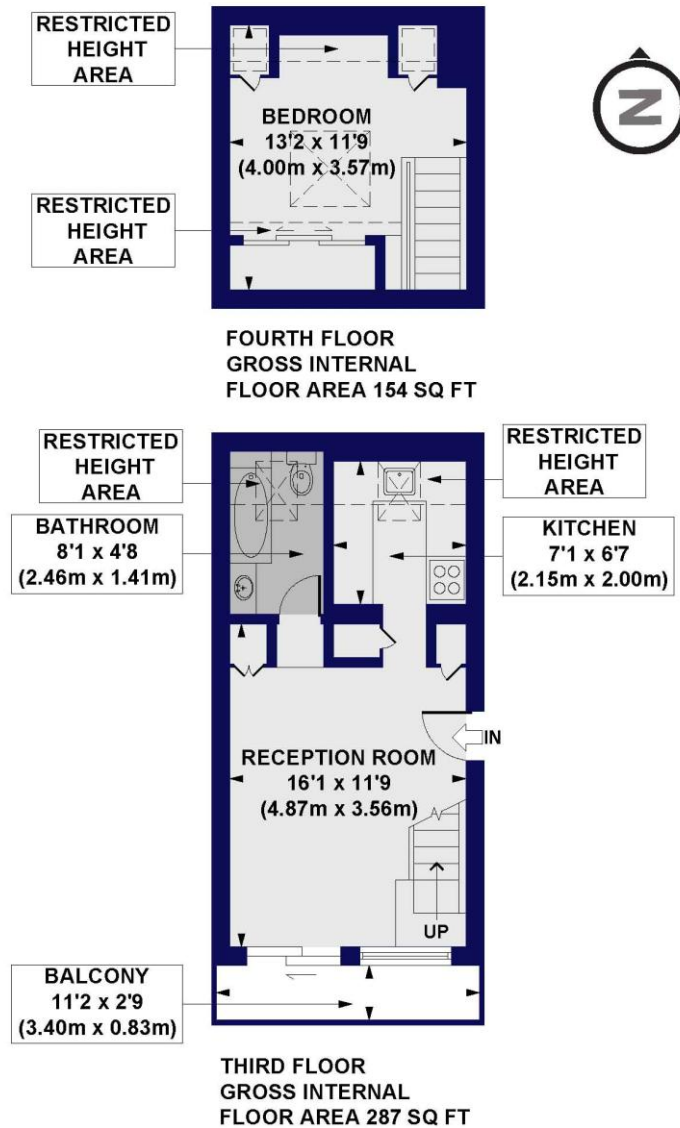 RESTRICTED
HEIGHT
AREA
N
BEDROOM
13'2 x 11'9
(4.00m x 3.57m)
RESTRICTED
HEIGHT
AREA
FOURTH FLOOR
GROSS INTERNAL
FLOOR AREA 154 SQ FT
RESTRICTED
HEIGHT
AREA
RESTRICTED
HEIGHT
AREA
BATHROOM
8'1 x 4'8
(2.46m x 1.41m)
KITCHEN
7'1 x 6'7
(2.15m x 2.00m)
IN
RECEPTION ROOM
16'1 x 11'9
(4.87m x 3.56m)
UP
BALCONY
11'2 x 2'9
(3.40m x 0.83m)
THIRD FLOOR
GROSS INTERNAL
FLOOR AREA 287 SQ FT